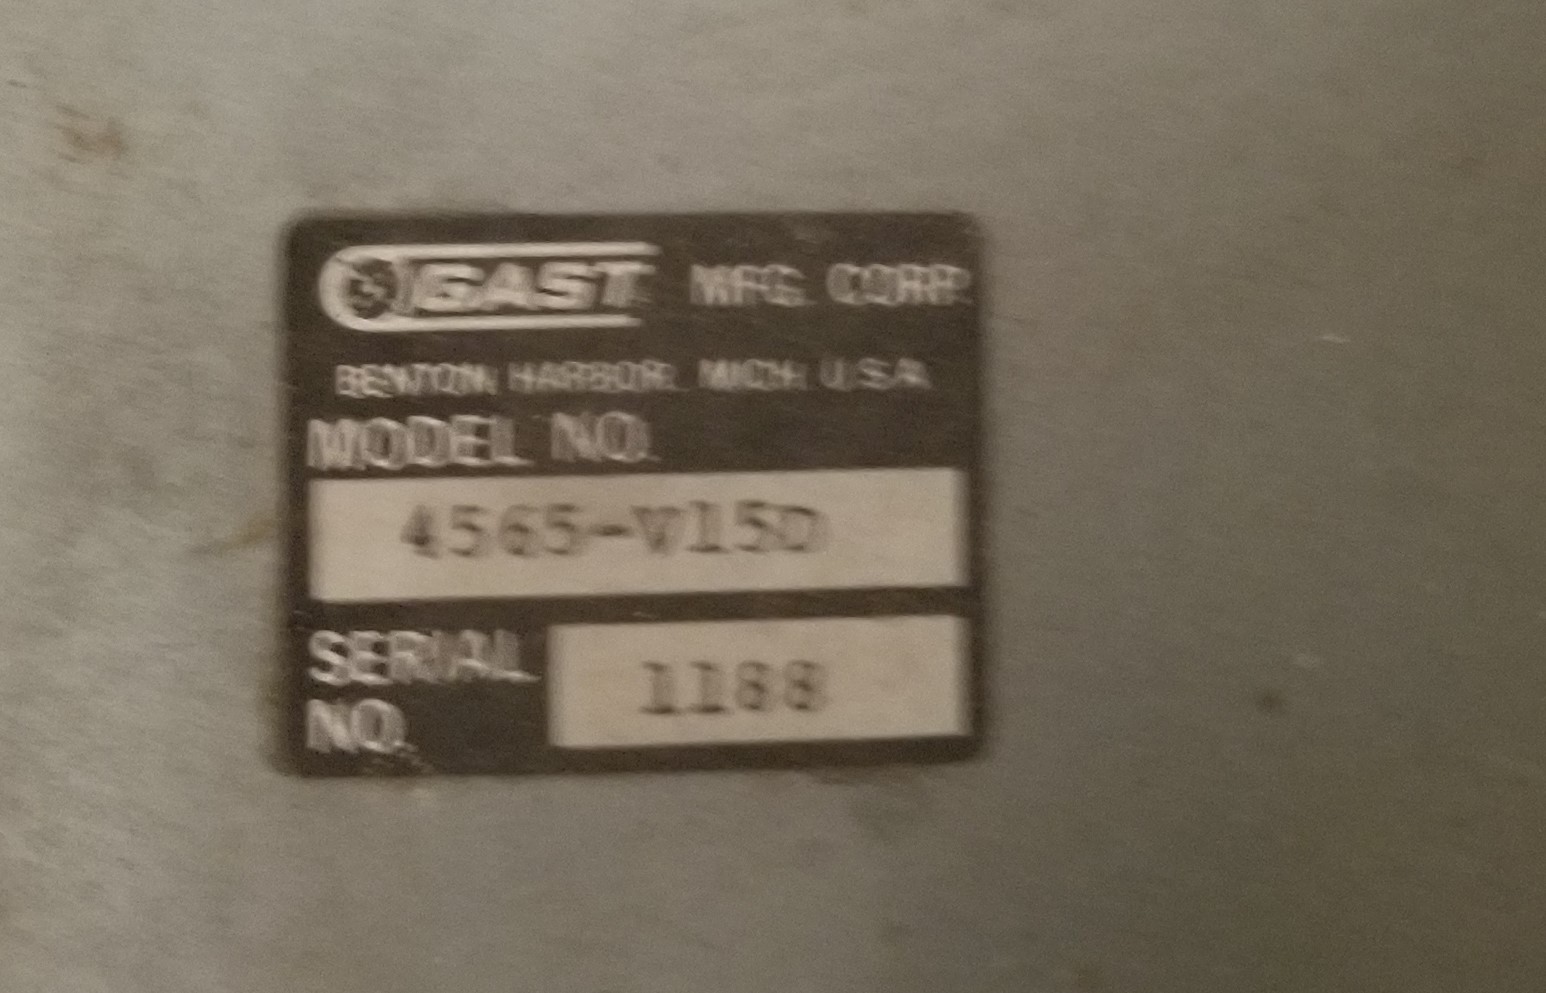 GAST MFG. CORP.
BENTON HARBOR, MICH. U.S.A.
MODEL NO.
4565-V15D
SERIAL
NO.
1188